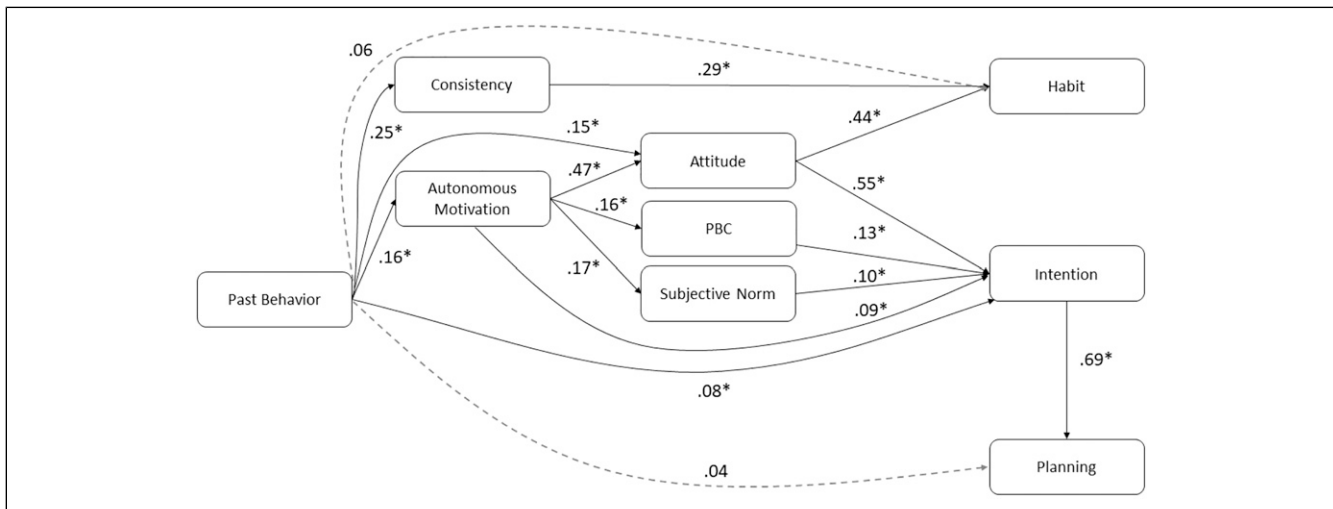 .06
Consistency
.29*
Habit
.25*
.15*
.44*
Attitude
.47*
Autonomous
Motivation
.55*
.16*
PBC
.13*
.16*
.17*
Subjective Norm
.10*
Intention
Past Behavior
.09*
.08*
.69*
.04
Planning